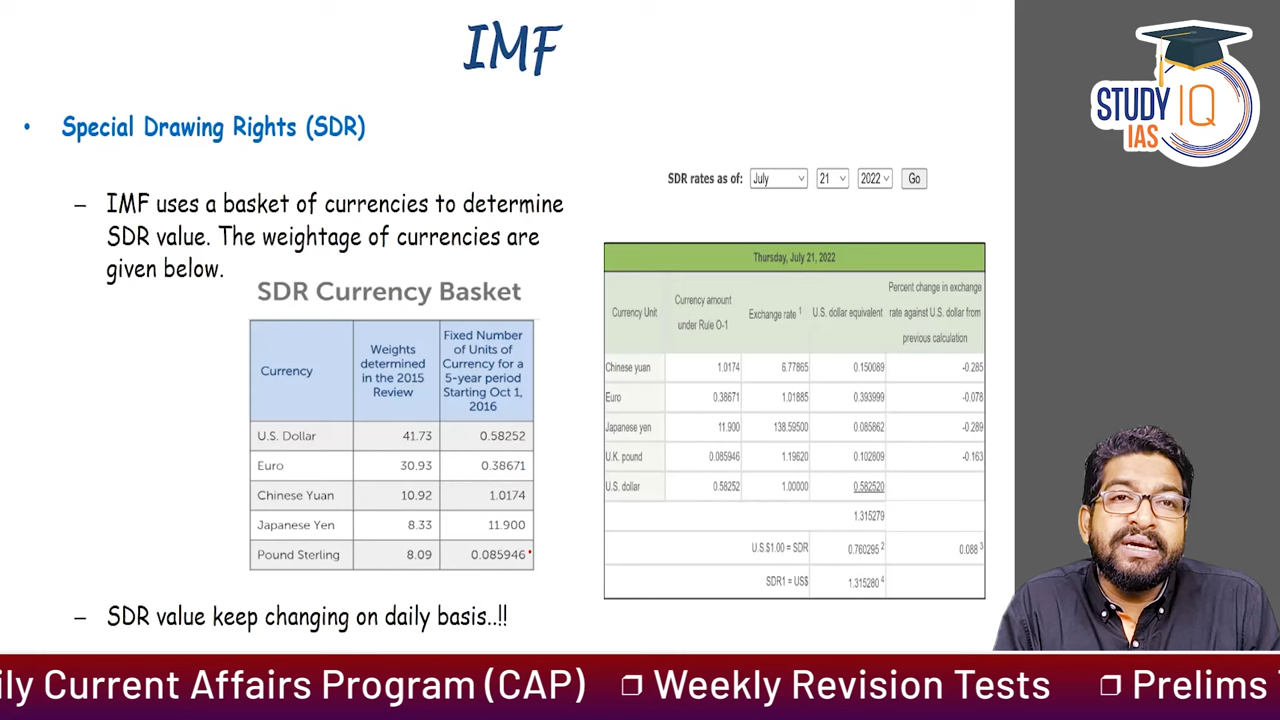 IMF
STUDY IQ
IAS
• Special Drawing Rights (SDR)
– IMF uses a basket of currencies to determine
SDR value. The weightage of currencies are
given below.
SDR Currency Basket
Currency
Weights
determined
in the 2015
Review
Fixed Number
of Units of
Currency for a
5-year period
Starting Oct 1,
2016
U.S. Dollar 41.73 0.58252
Euro 30.93 0.38671
Chinese Yuan 10.92 1.0174
Japanese Yen 8.33 11.900
Pound Sterling 8.09 0.085946
– SDR value keep changing on daily basis..!!
SDR rates as of: July 21 2022 Go
Thursday, July 21, 2022
Currency Unit
Currency amount
under Rule O-1
Exchange rate 1
U.S. dollar equivalent
Percent change in exchange
rate against U.S. dollar from
previous calculation
Chinese yuan 1.0174 6.77865 0.150089 -0.285
Euro 0.38671 1.01885 0.393999 -0.078
Japanese yen 11.900 138.59500 0.085862 -0.289
U.K. pound 0.085946 1.19620 0.102809 -0.163
U.S. dollar 0.58252 1.00000 0.582520
1.315279
U.S.$1.00 = SDR 0.760295 2 0.088 3
SDR1 = US$ 1.315280 4
ily Current Affairs Program (CAP) ❐ Weekly Revision Tests ❐ Prelims T